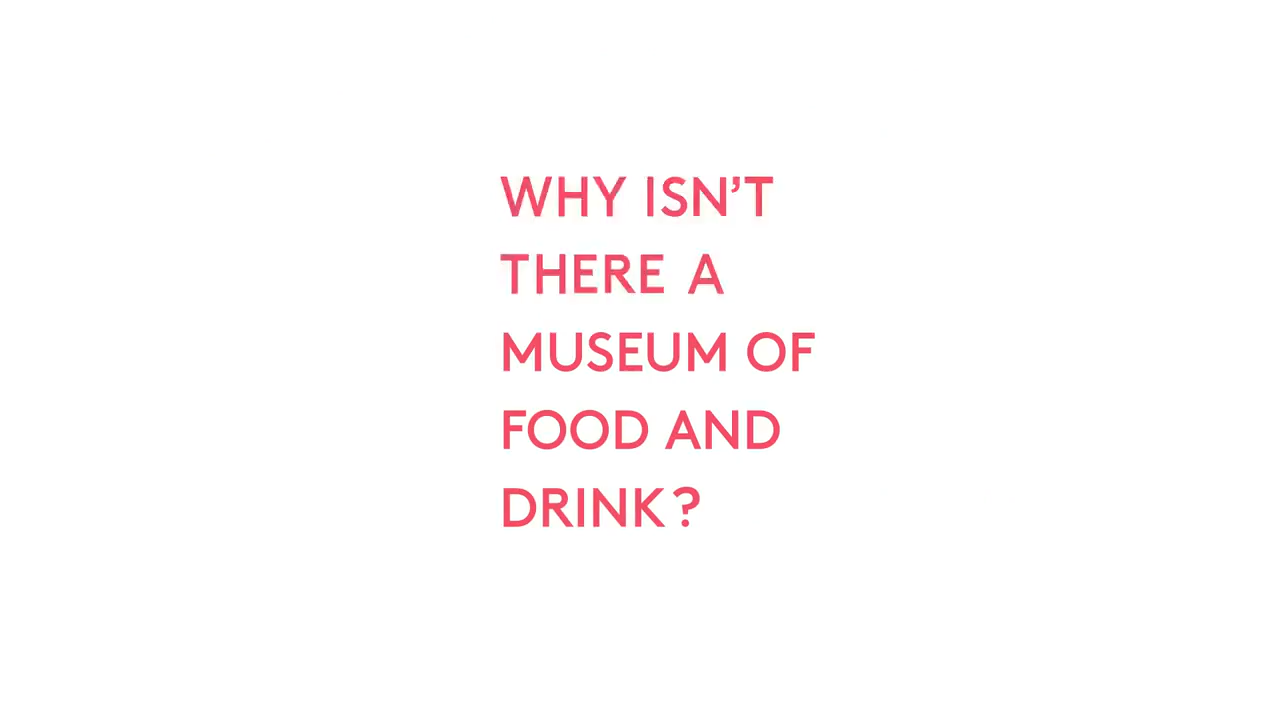 WHY ISN’T
THERE A
MUSEUM OF
FOOD AND
DRINK?